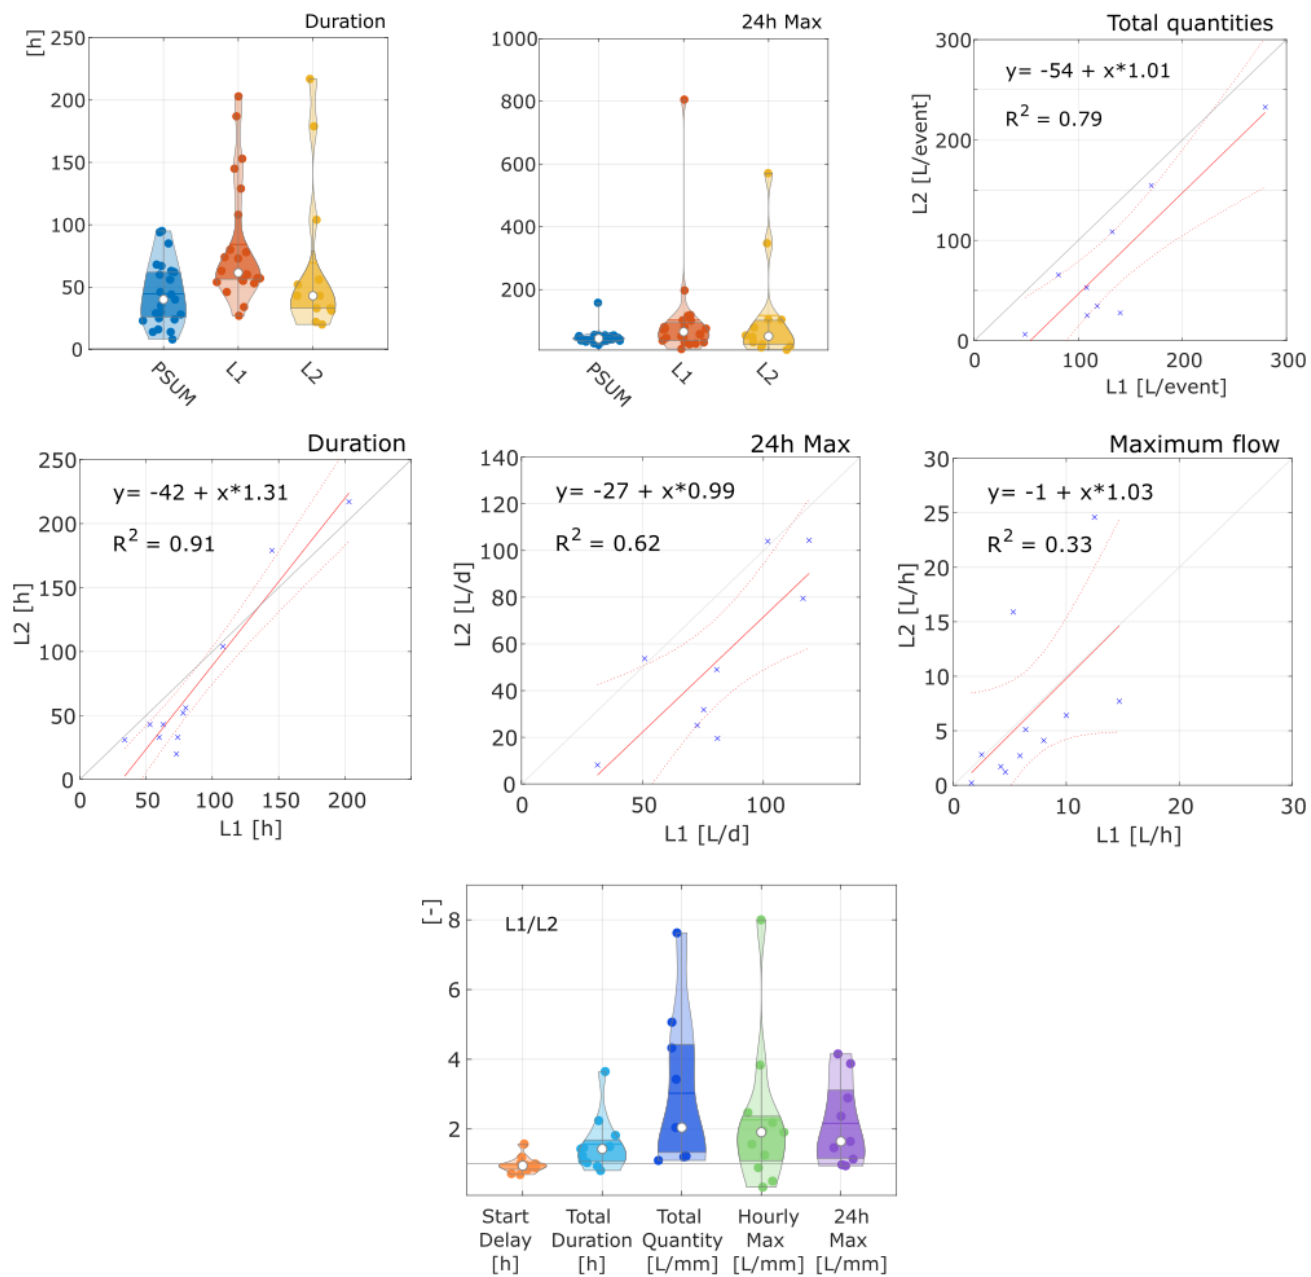 Duration
[h]
250
200
150
100
50
0
PSUM
L1
L2
24h Max
1000
800
600
400
200
PSUM
L1
L2
Total quantities
300
200
100
0
y= -54 + x*1.01
R² = 0.79
L2 [L/event]
0
100
200
300
L1 [L/event]
Duration
250
200
150
100
50
0
y= -42 + x*1.31
R² = 0.91
L2 [h]
0
50
100
150
200
L1 [h]
24h Max
140
120
100
80
60
40
20
0
y= -27 + x*0.99
R² = 0.62
L2 [L/d]
0
50
100
L1 [L/d]
Maximum flow
30
25
20
15
10
5
0
y= -1 + x*1.03
R² = 0.33
L2 [L/h]
0
10
20
30
L1 [L/h]
[-]
L1/L2
8
6
4
2
Start
Delay
[h]
Total
Duration
[h]
Total
Quantity
[L/mm]
Hourly
Max
[L/mm]
24h
Max
[L/mm]